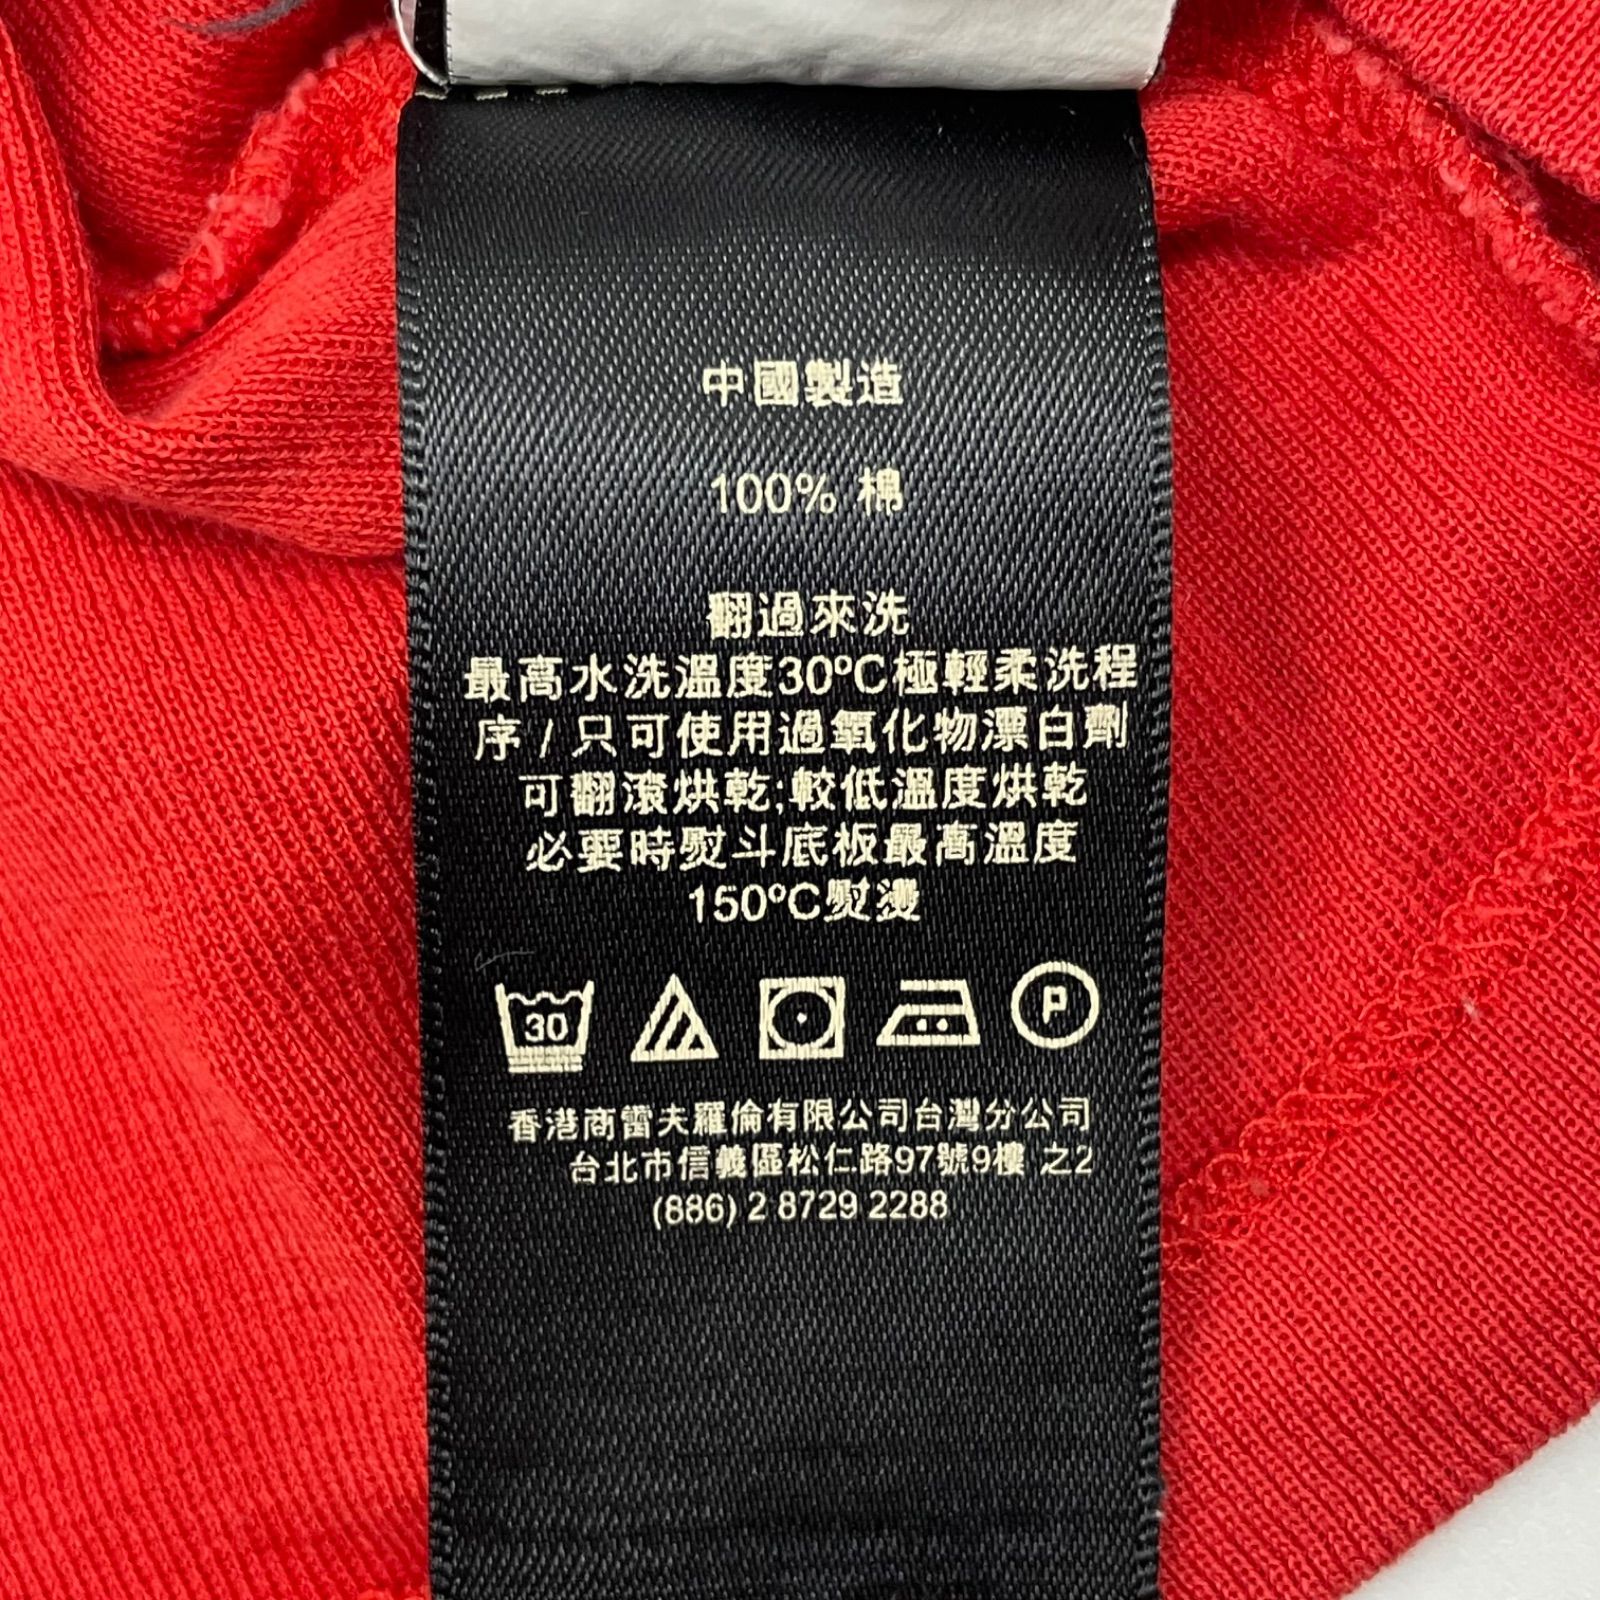 中國製造
100% 棉
翻過來洗
最高水洗溫度30ºC極輕柔洗程
序 / 只可使用過氧化物漂白劑
可翻滾烘乾;較低溫度烘乾
必要時熨斗底板最高溫度
150ºC熨燙
30
P
香港商雷夫羅倫有限公司台灣分公司
台北市信義區松仁路97號9樓 之2
(886) 2 8729 2288